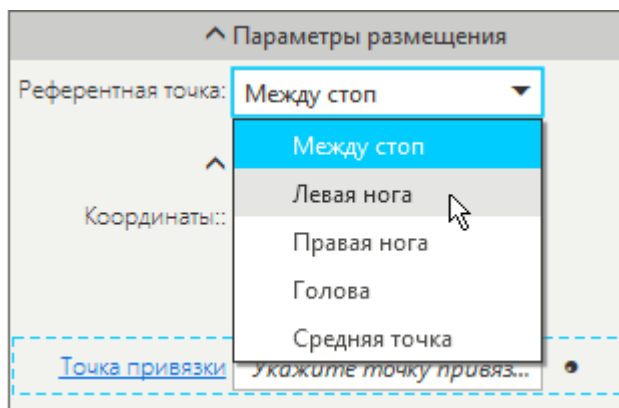 Параметры размещения
Референтная точка: Между стоп
Между стоп
Левая нога
Координаты::
Правая нога
Голова
Средняя точка
Точка привязки Укажите точку привяз...